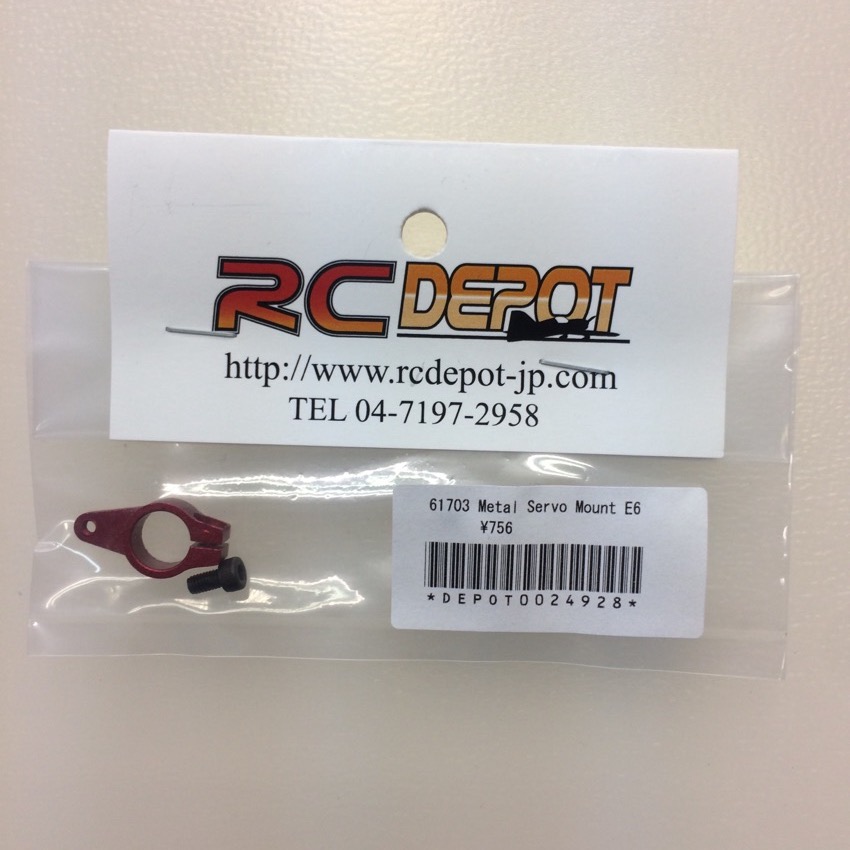 RC DEPOT
http://www.rcdepot-jp.com
TEL 04-7197-2958
61703 Metal Servo Mount E6
¥756
*DEPOT0024928*